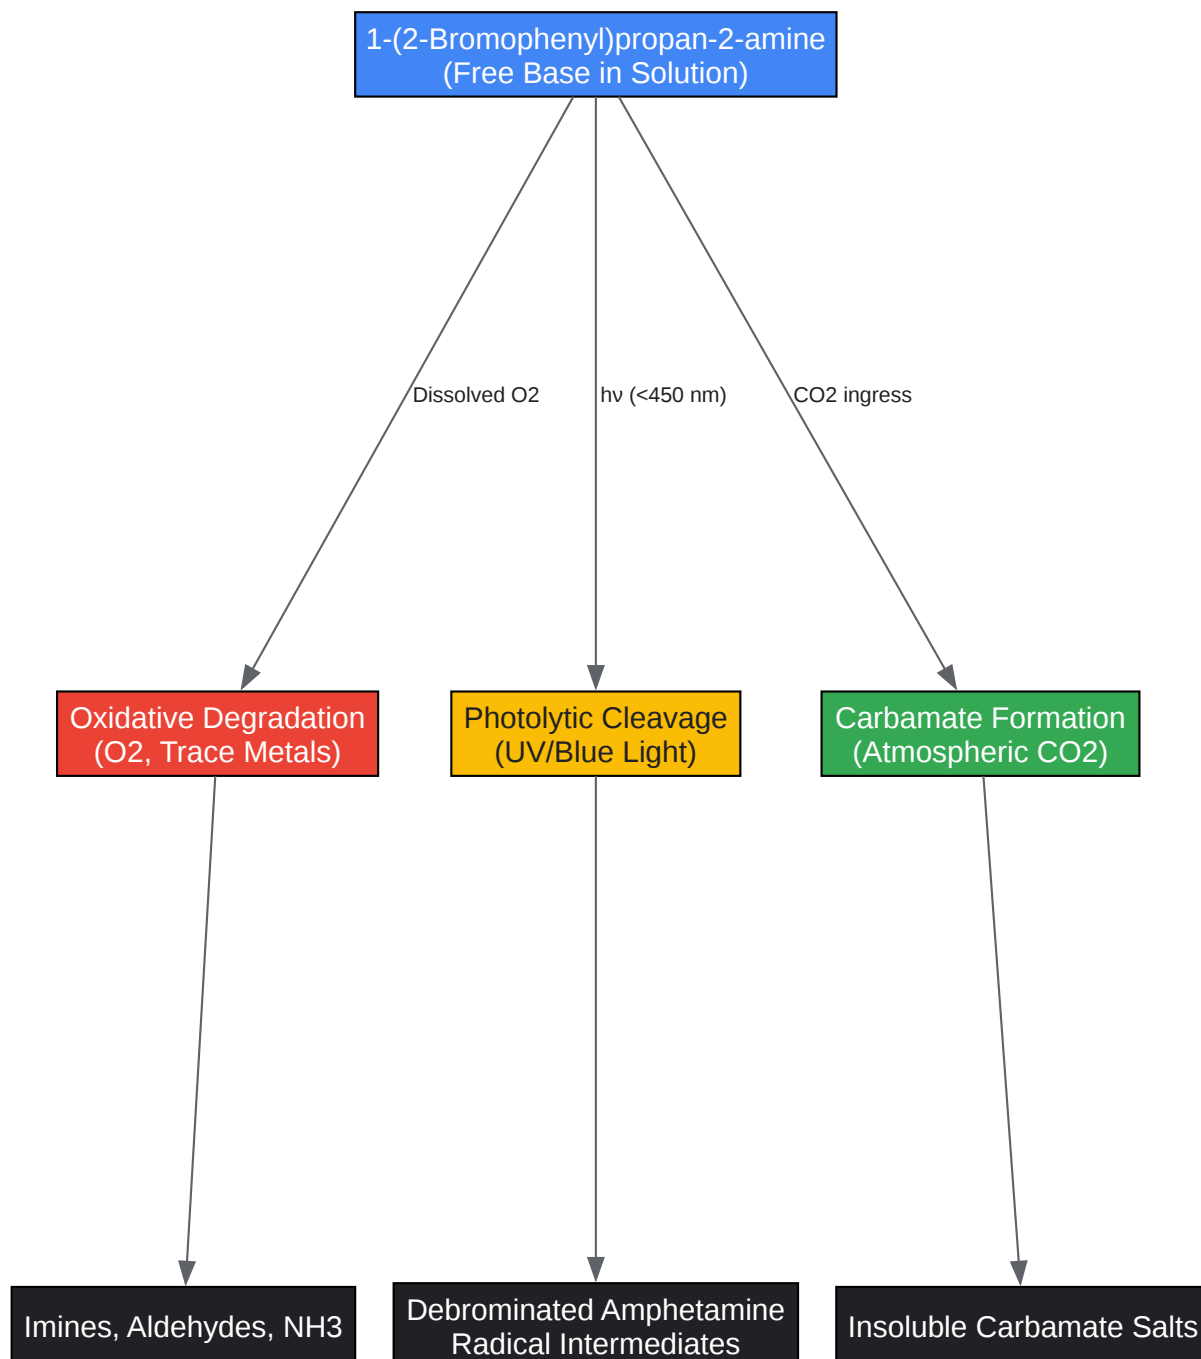 1-(2-Bromophenyl)propan-2-amine
(Free Base in Solution)
Dissolved O2
hν (<450 nm)
CO2 ingress
Oxidative Degradation
(O2, Trace Metals)
Photolytic Cleavage
(UV/Blue Light)
Carbamate Formation
(Atmospheric CO2)
Imines, Aldehydes, NH3
Debrominated Amphetamine
Radical Intermediates
Insoluble Carbamate Salts